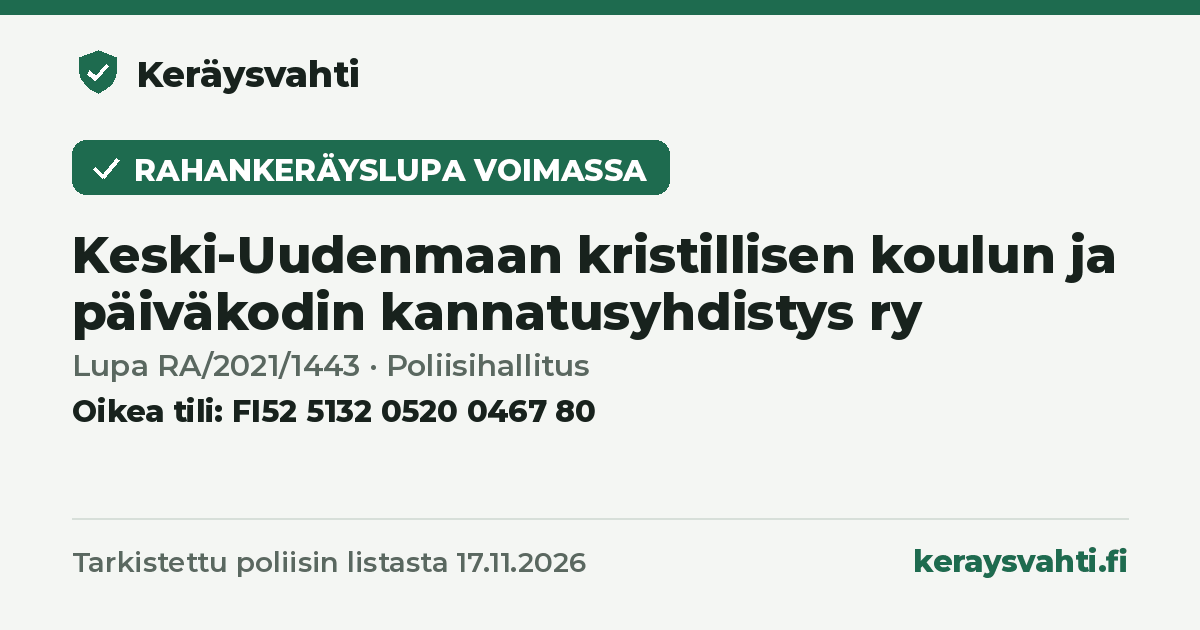 Keräysvahti
RAHANKERÄYSLUPA VOIMASSA
Keski-Uudenmaan kristillisen koulun ja
päiväkodin kannatusyhdistys ry
Lupa RA/2021/1443 · Poliisihallitus
Oikea tili: FI52 5132 0520 0467 80
Tarkistettu poliisin listasta 17.11.2026
keraysvahti.fi